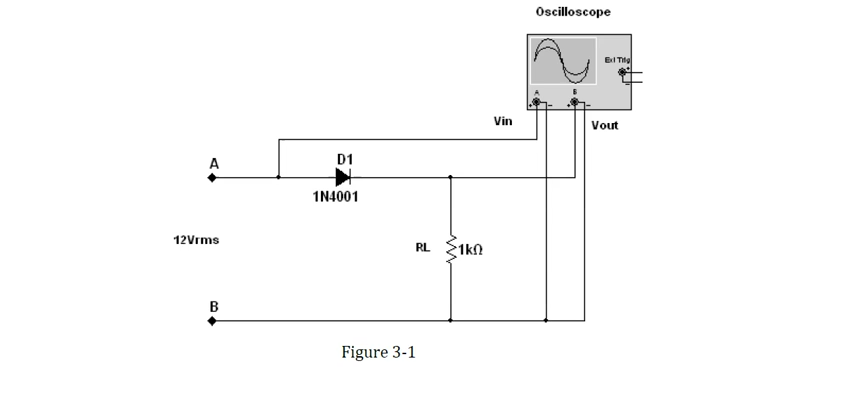 Oscilloscope
Ext Trig
+
-
A
B
+ - + -
Vin
Vout
A
D1
1N4001
12Vrms
RL 1kΩ
B
Figure 3-1